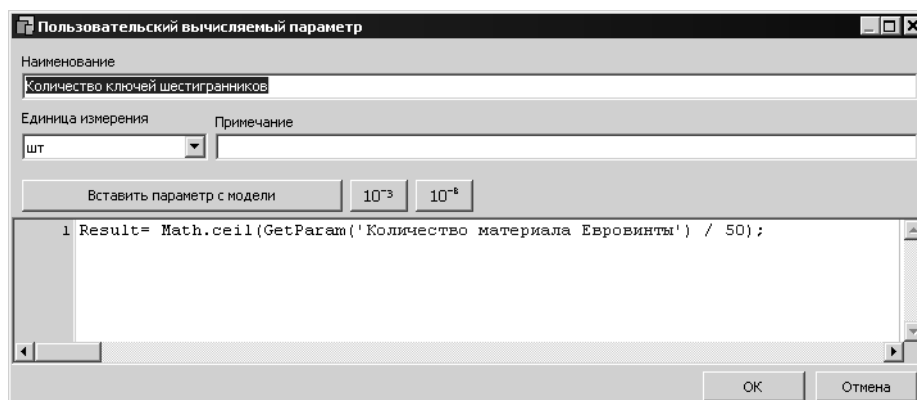 Пользовательский вычисляемый параметр
Наименование
Количество ключей шестигранников
Единица измерения Примечание
шт
Вставить параметр с модели 10⁻³ 10⁻⁶
1 Result= Math.ceil(GetParam('Количество материала Евровинты') / 50);
OK Отмена